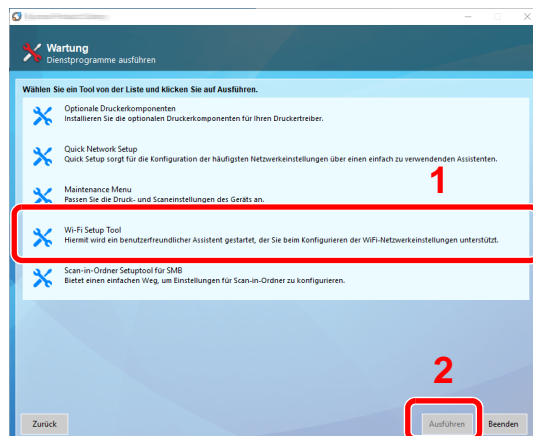 Wartung
Dienstprogramme ausführen
Wählen Sie ein Tool von der Liste und klicken Sie auf Ausführen.
Optionale Druckerkomponenten
Installieren Sie die optionalen Druckerkomponenten für Ihren Druckertreiber.
Quick Network Setup
Quick Setup sorgt für die Konfiguration der häufigsten Netzwerkeinstellungen über einen einfach zu verwendenden Assistenten.
1
Maintenance Menu
Passen Sie die Druck- und Scaneinstellungen des Geräts an.
Wi-Fi Setup Tool
Hiermit wird ein benutzerfreundlicher Assistent gestartet, der Sie beim Konfigurieren der WiFi-Netzwerkeinstellungen unterstützt.
Scan-in-Ordner Setuptool für SMB
Bietet einen einfachen Weg, um Einstellungen für Scan-in-Ordner zu konfigurieren.
2
Zurück
Ausführen
Beenden